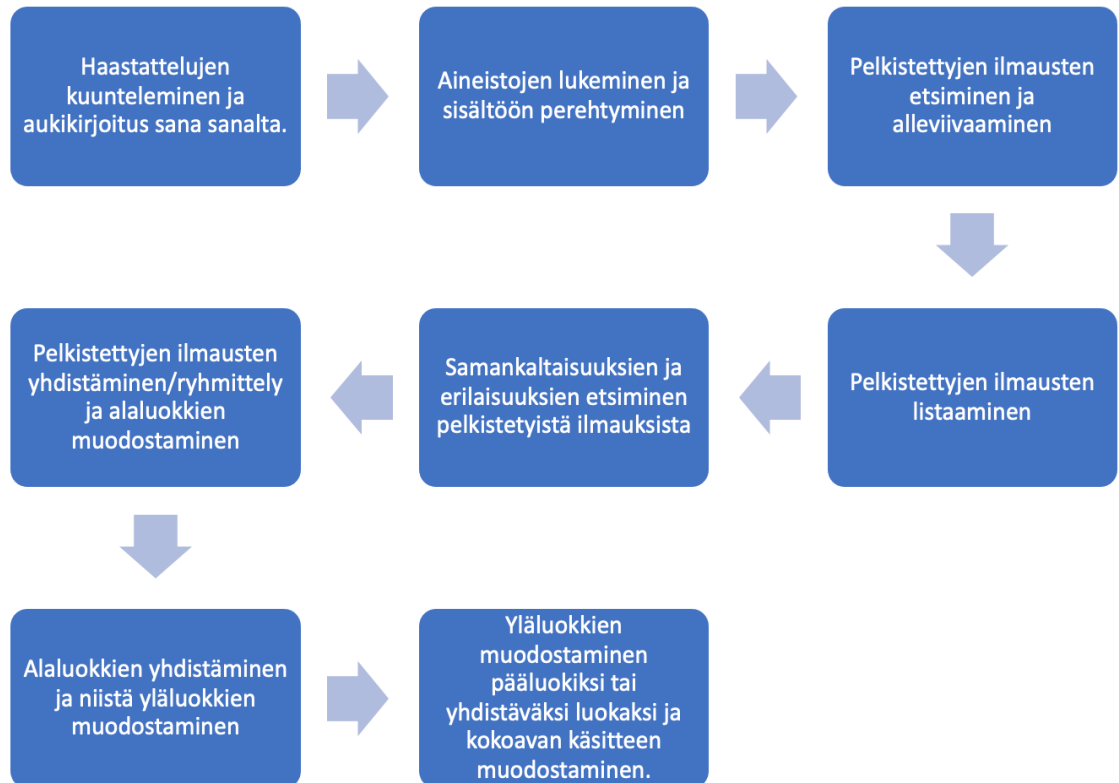 Haastattelujen
kuunteleminen ja
aukikirjoitus sana sanalta.
Aineistojen lukeminen ja
sisältöön perehtyminen
Pelkistettyjen ilmausten
etsiminen ja
alleviivaaminen
Pelkistettyjen ilmausten
listaaminen
Samankaltaisuuksien ja
erilaisuuksien etsiminen
pelkistetyistä ilmauksista
Pelkistettyjen ilmausten
yhdistäminen/ryhmittely
ja alaluokkien
muodostaminen
Alaluokkien yhdistäminen
ja niistä yläluokkien
muodostaminen
Yläluokkien
muodostaminen
pääluokiksi tai
yhdistäväksi luokaksi ja
kokoavan käsitteen
muodostaminen.